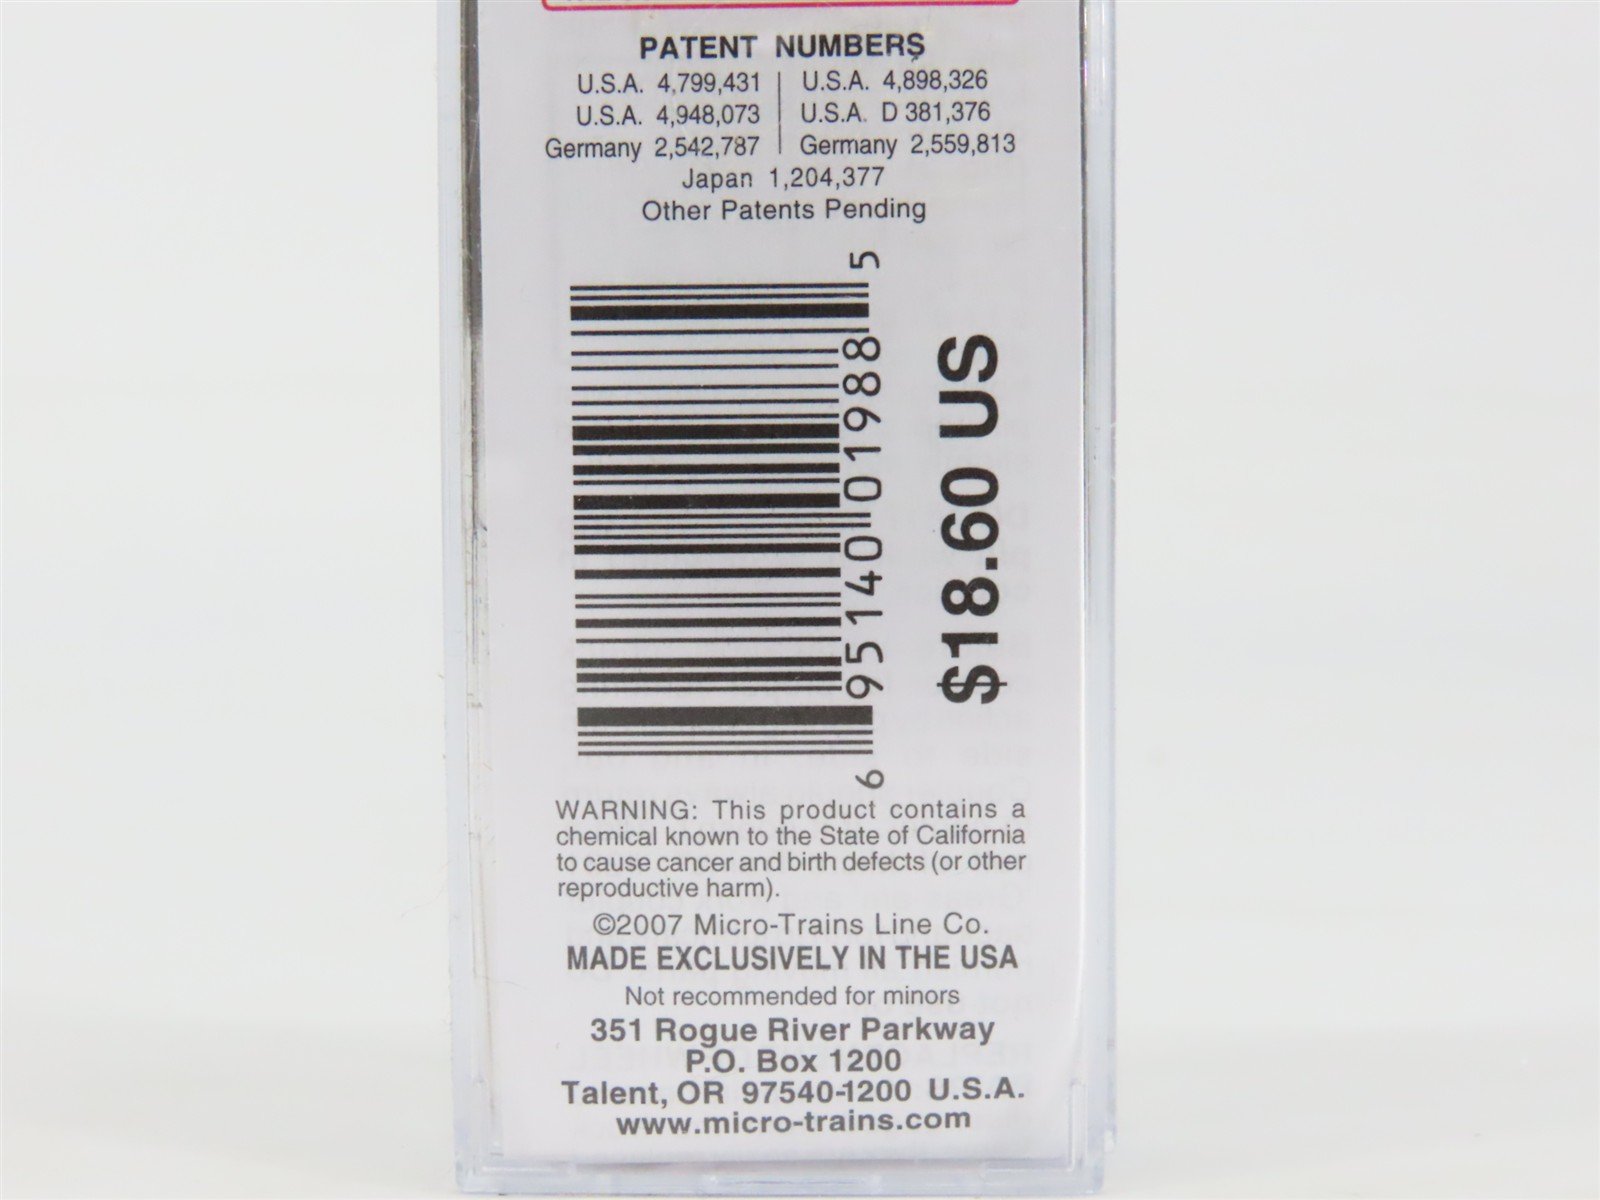 PATENT NUMBERS
U.S.A. 4,799,431 | U.S.A. 4,898,326
U.S.A. 4,948,073 | U.S.A. D 381,376
Germany 2,542,787 | Germany 2,559,813
Japan 1,204,377
Other Patents Pending
6 95140 01988 5
$18.60 US
WARNING: This product contains a
chemical known to the State of California
to cause cancer and birth defects (or other
reproductive harm).
©2007 Micro-Trains Line Co.
MADE EXCLUSIVELY IN THE USA
Not recommended for minors
351 Rogue River Parkway
P.O. Box 1200
Talent, OR 97540-1200 U.S.A.
www.micro-trains.com